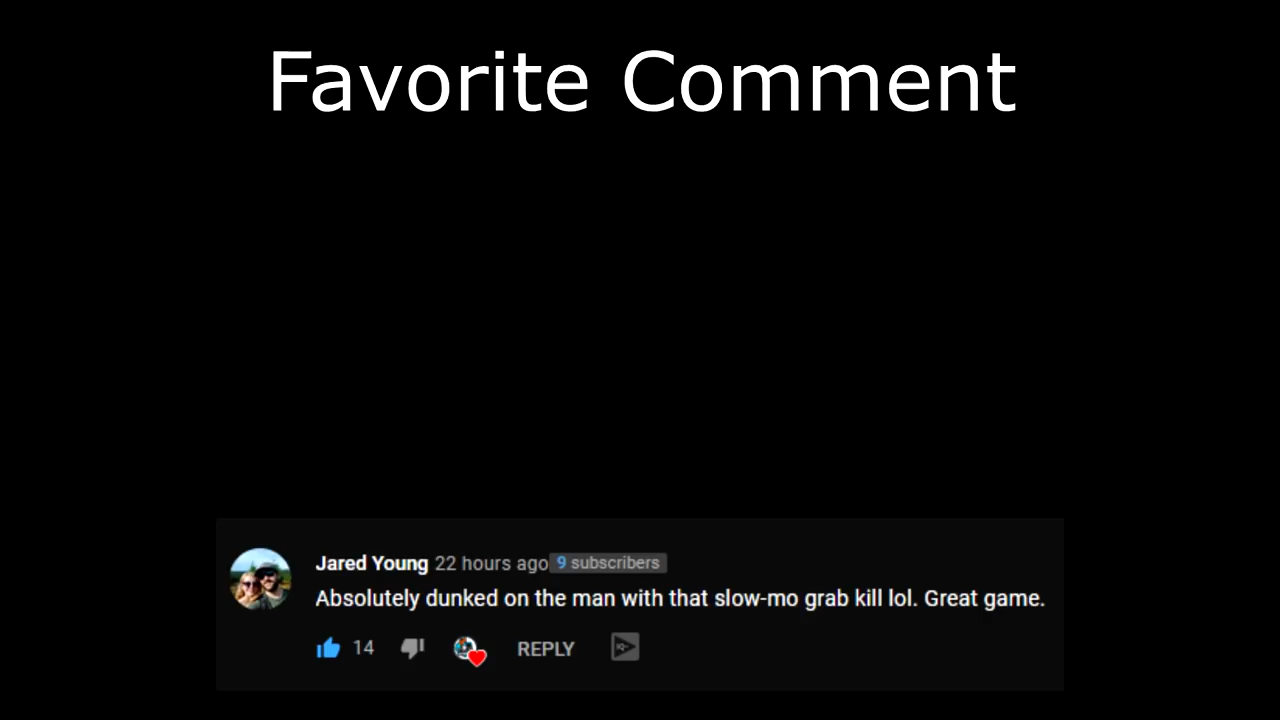 Favorite Comment
Jared Young 22 hours ago 9 subscribers
Absolutely dunked on the man with that slow-mo grab kill lol. Great game.
14 REPLY